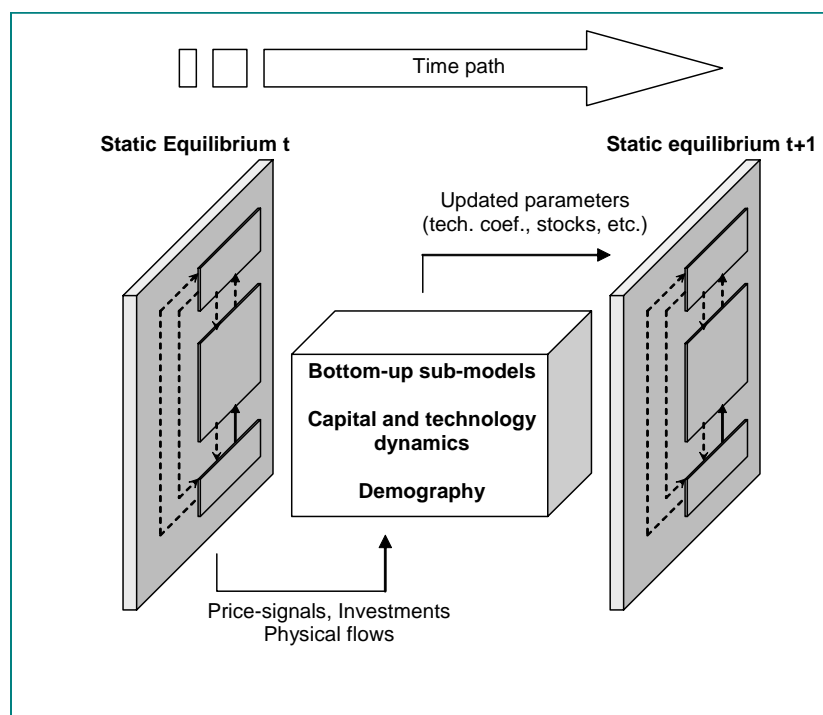 Time path
Static Equilibrium t
Static equilibrium t+1
Updated parameters
(tech. coef., stocks, etc.)
Bottom-up sub-models
Capital and technology
dynamics
Demography
Price-signals, Investments
Physical flows